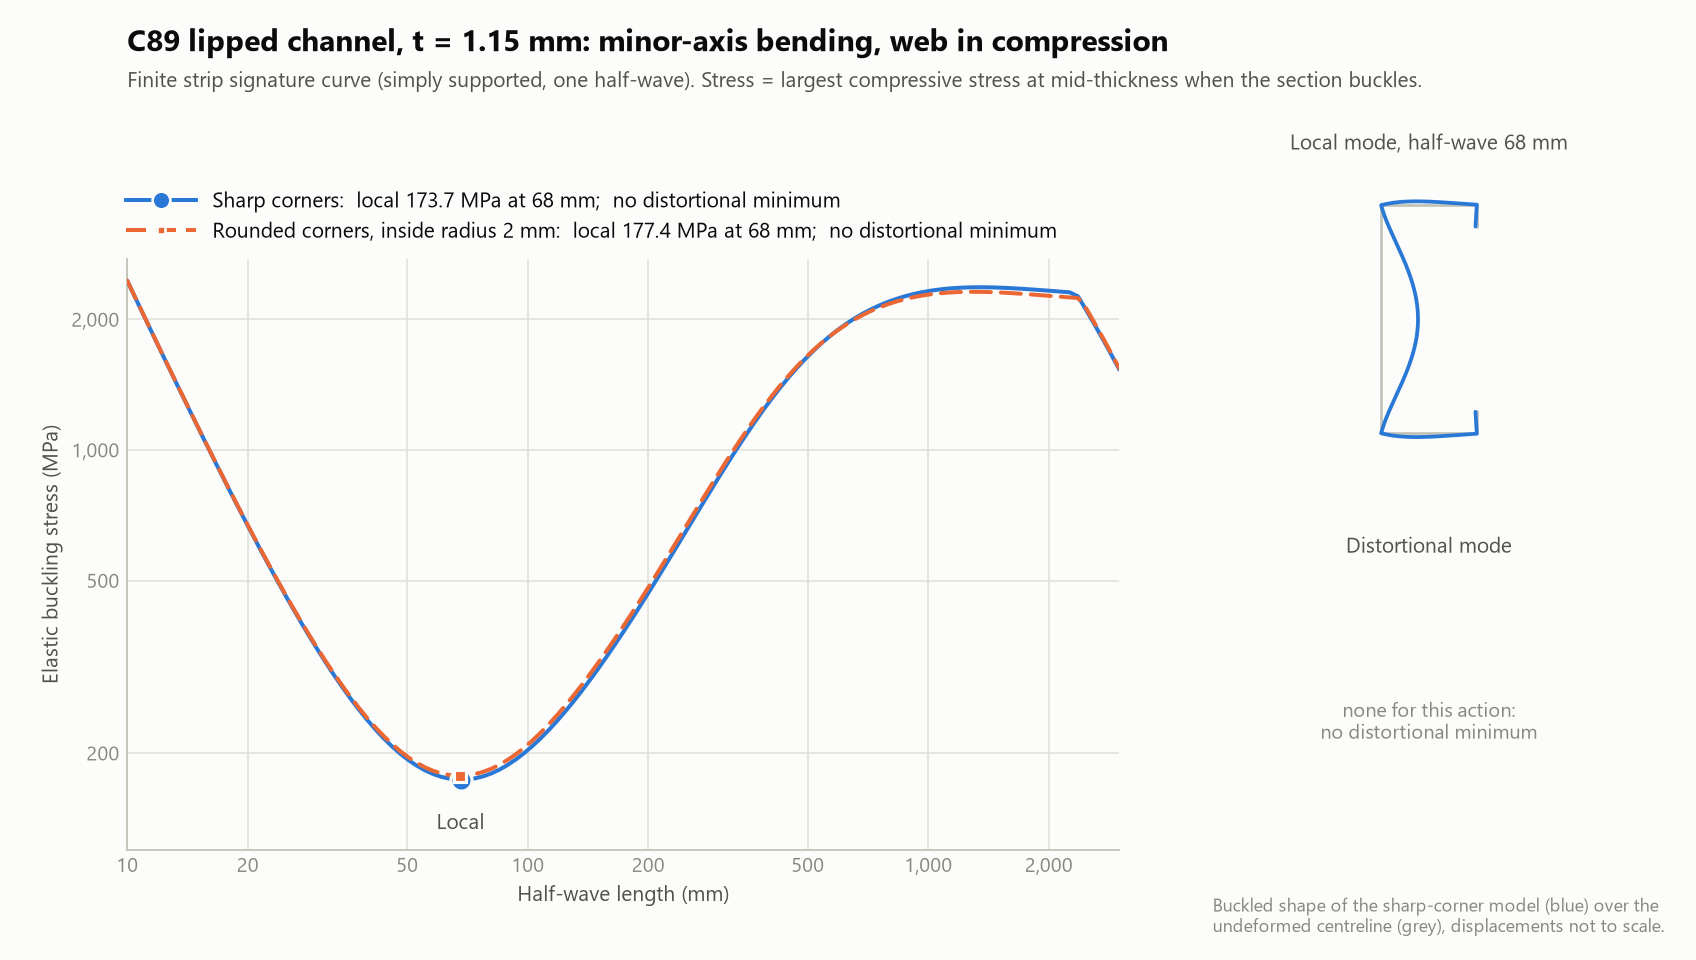 C89 lipped channel, t = 1.15 mm: minor-axis bending, web in compression
Finite strip signature curve (simply supported, one half-wave). Stress = largest compressive stress at mid-thickness when the section buckles.
Sharp corners:  local 173.7 MPa at 68 mm;  no distortional minimum
Rounded corners, inside radius 2 mm:  local 177.4 MPa at 68 mm;  no distortional minimum
Elastic buckling stress (MPa)
2,000
1,000
500
200
Local
10
20
50
100
200
500
1,000
2,000
Half-wave length (mm)
Local mode, half-wave 68 mm
Distortional mode
none for this action:
no distortional minimum
Buckled shape of the sharp-corner model (blue) over the
undeformed centreline (grey), displacements not to scale.